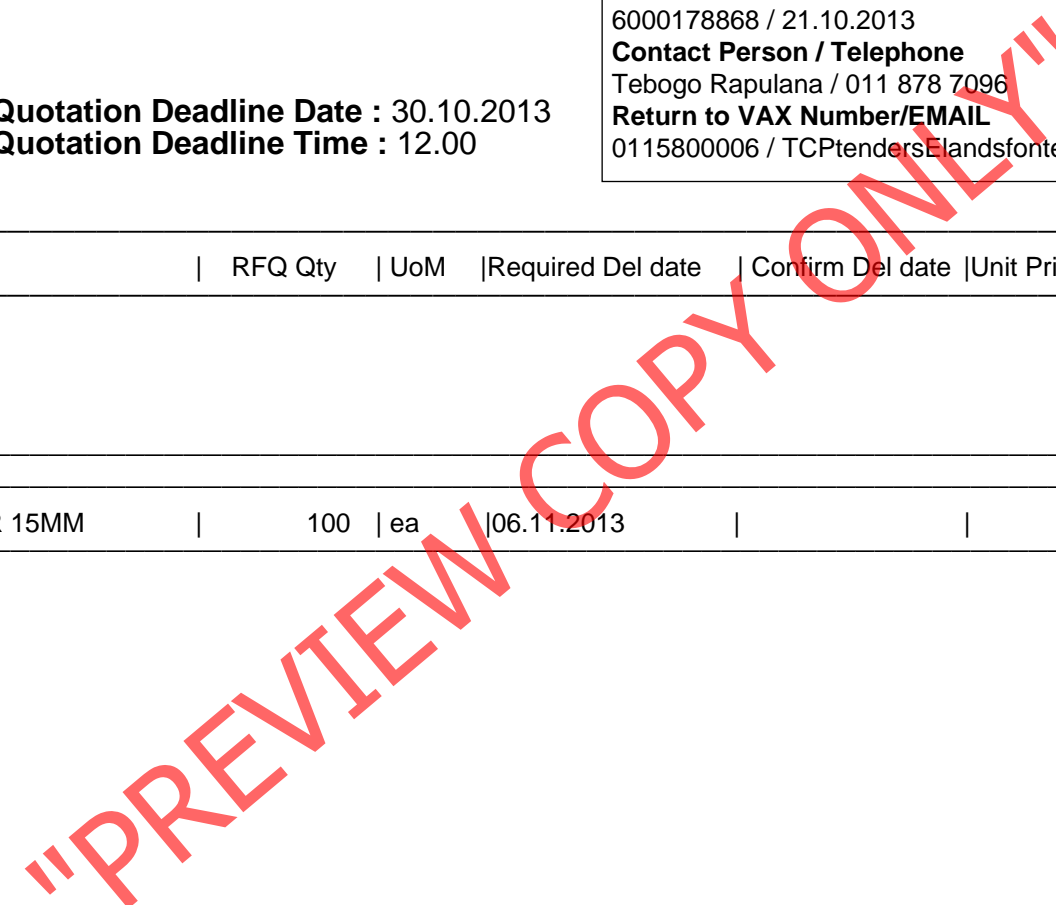 6000178868 / 21.10.2013
Contact Person / Telephone
Tebogo Rapulana / 011 878 7096
Return to VAX Number/EMAIL
0115800006 / TCPtendersElandsfonte
Quotation Deadline Date : 30.10.2013
Quotation Deadline Time : 12.00
| RFQ Qty | UoM |Required Del date | Confirm Del date |Unit Pri
15MM | 100 | ea |06.11.2013 | |
"PREVIEW COPY ONLY"